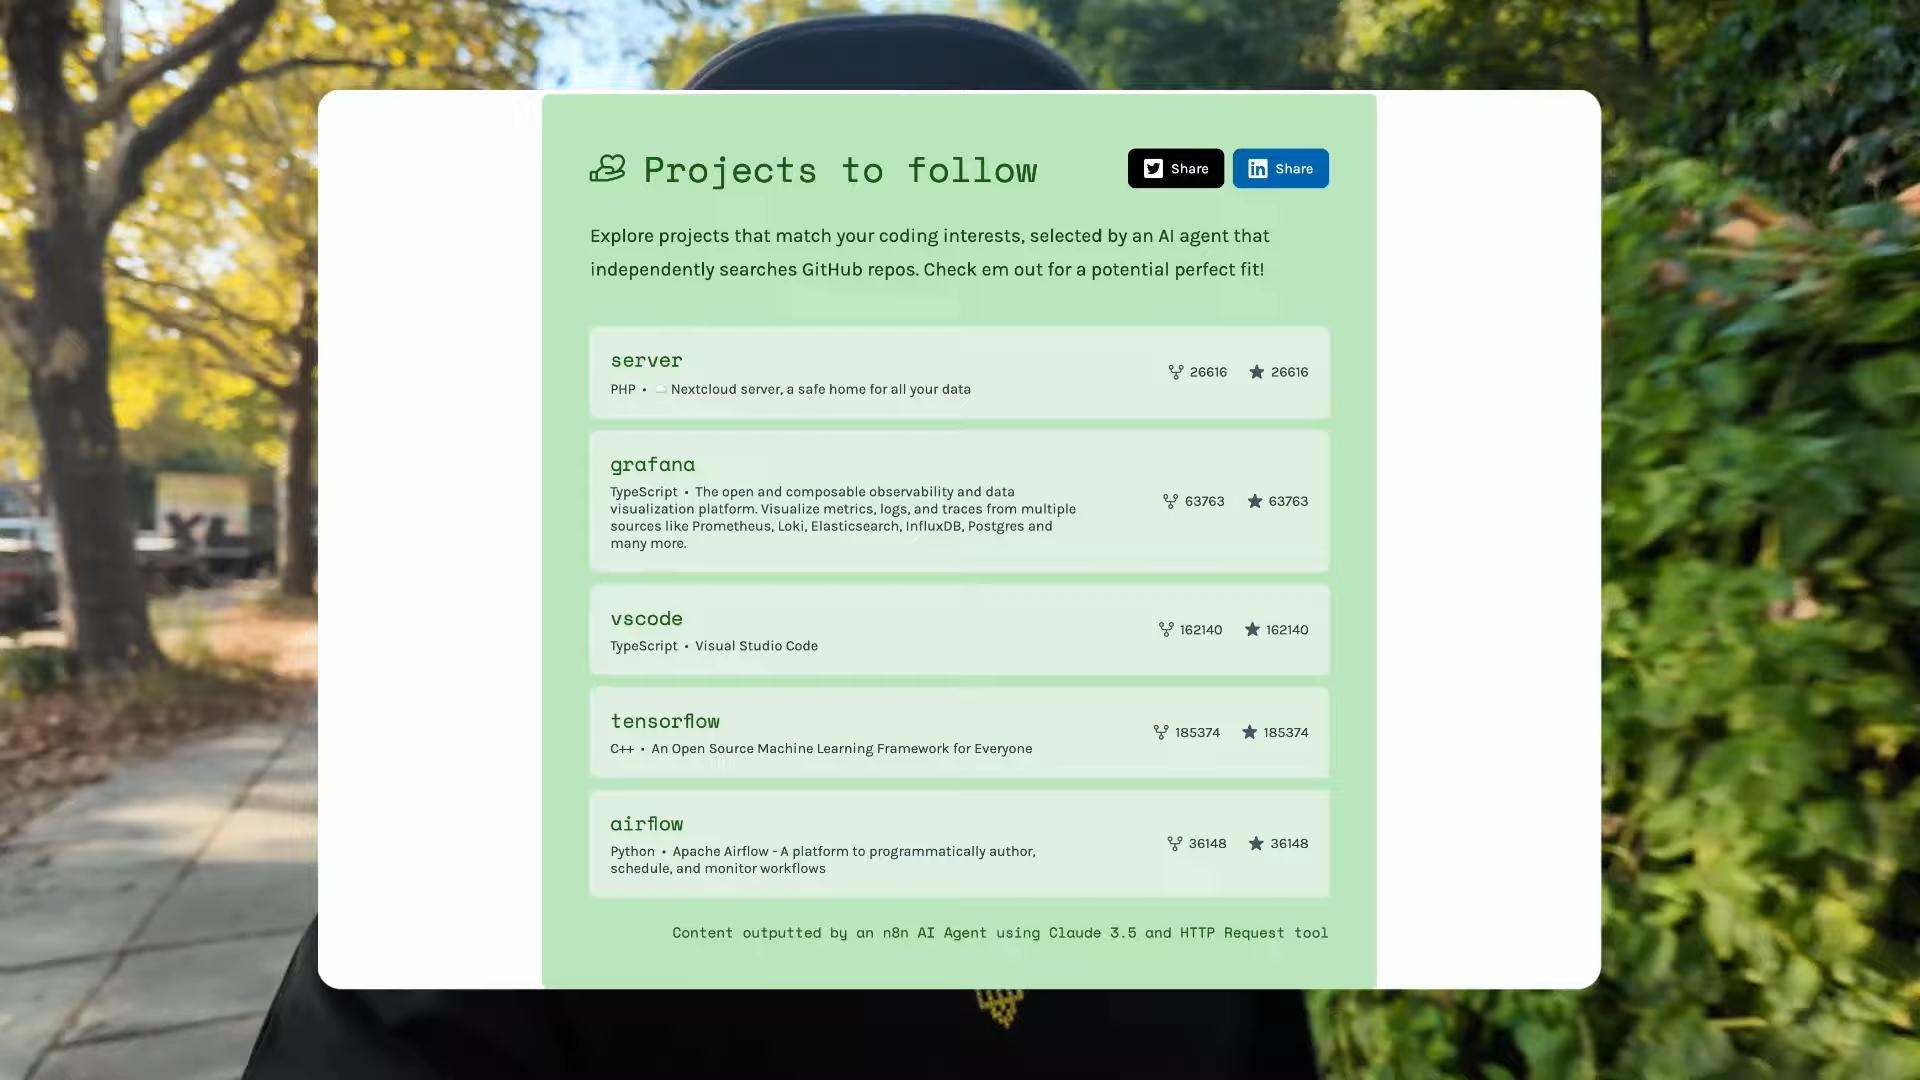 Projects to follow
Share
Share
Explore projects that match your coding interests, selected by an AI agent that
independently searches GitHub repos. Check em out for a potential perfect fit!
server
PHP • Nextcloud server, a safe home for all your data
26616
26616
grafana
TypeScript • The open and composable observability and data
visualization platform. Visualize metrics, logs, and traces from multiple
sources like Prometheus, Loki, Elasticsearch, InfluxDB, Postgres and
many more.
63763
63763
vscode
TypeScript • Visual Studio Code
162140
162140
tensorflow
C++ • An Open Source Machine Learning Framework for Everyone
185374
185374
airflow
Python • Apache Airflow - A platform to programmatically author,
schedule, and monitor workflows
36148
36148
Content outputted by an n8n AI Agent using Claude 3.5 and HTTP Request tool